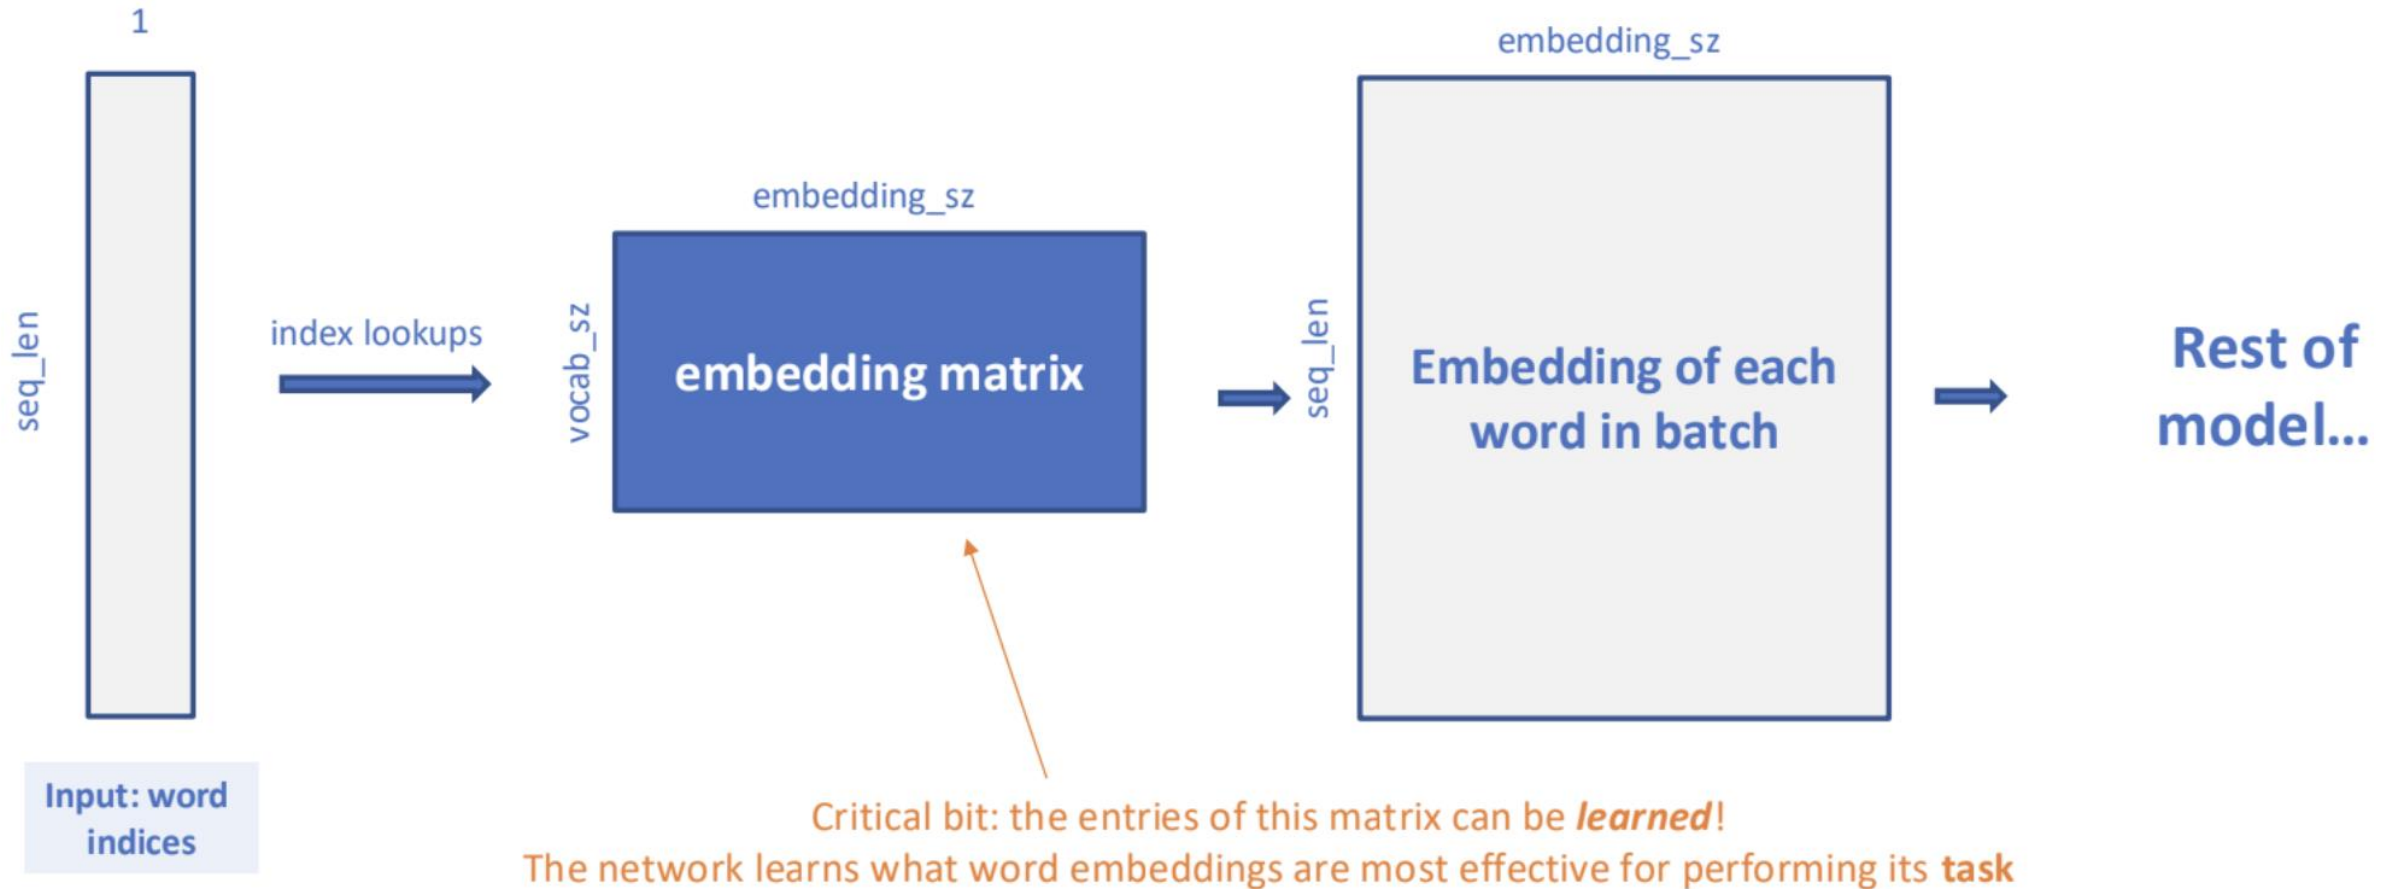 1
seq_len
Input: word
indices
index lookups
embedding_sz
vocab_sz
embedding matrix
embedding_sz
seq_len
Embedding of each
word in batch
Rest of
model...
Critical bit: the entries of this matrix can be learned!
The network learns what word embeddings are most effective for performing its task